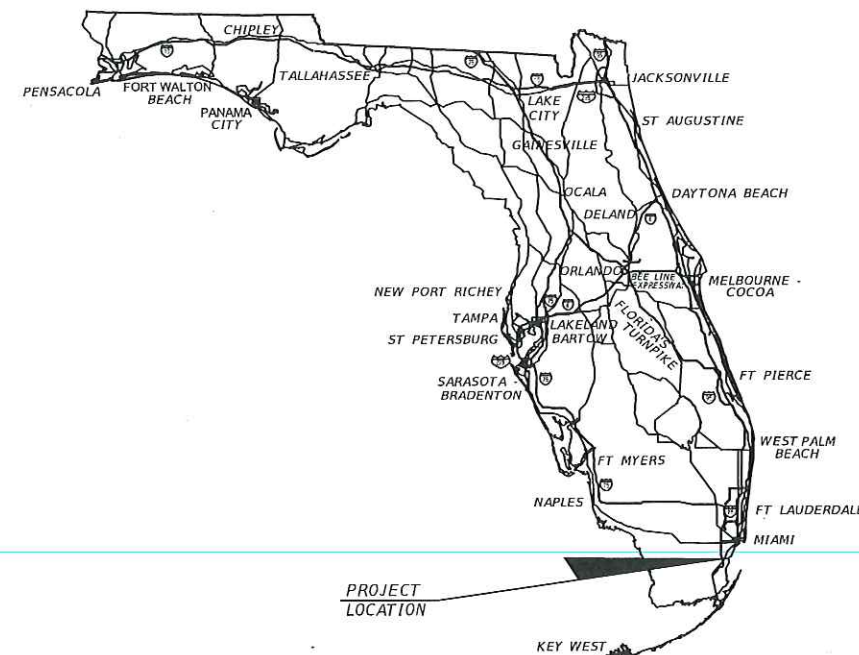 CHIPLEY
PENSACOLA
FORT WALTON
BEACH
PANAMA
CITY
TALLAHASSEE
LAKE
CITY
JACKSONVILLE
ST AUGUSTINE
GAINESVILLE
OCALA
DELAND
DAYTONA BEACH
ORLANDO
BEE LINE
EXPRESSWA
MELBOURNE -
COCOA
NEW PORT RICHEY
TAMPA
ST PETERSBURG
LAKELAND
BARTOW
FLORIDA'S
TURNPIKE
SARASOTA -
BRADENTON
FT PIERCE
WEST PALM
BEACH
FT MYERS
NAPLES
FT LAUDERDALE
MIAMI
PROJECT
LOCATION
KEY WEST